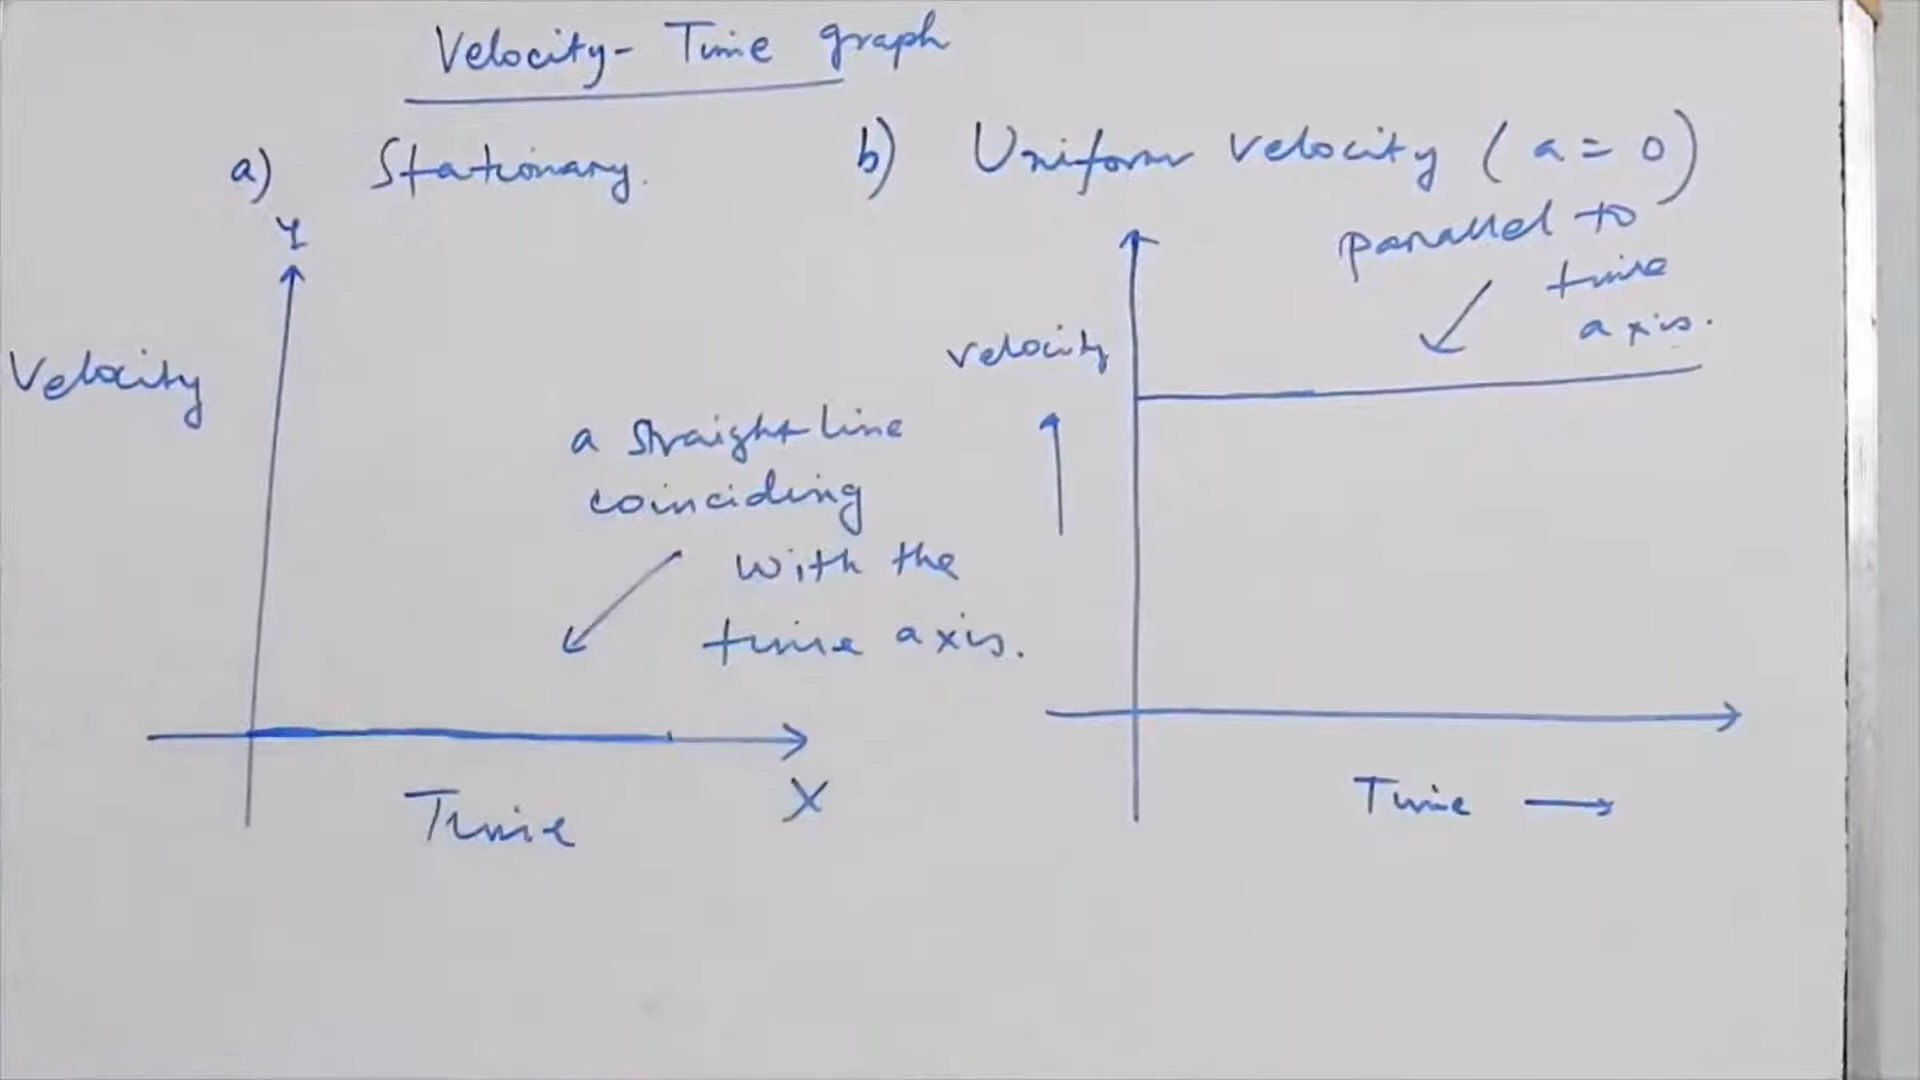 Velocity- Time graph
a) Stationary.
b) Uniform velocity ( a = 0 )
Y
Velocity
a straight line
coinciding
with the
time axis.
Time
X
parallel to
time
axis.
velocity
Time